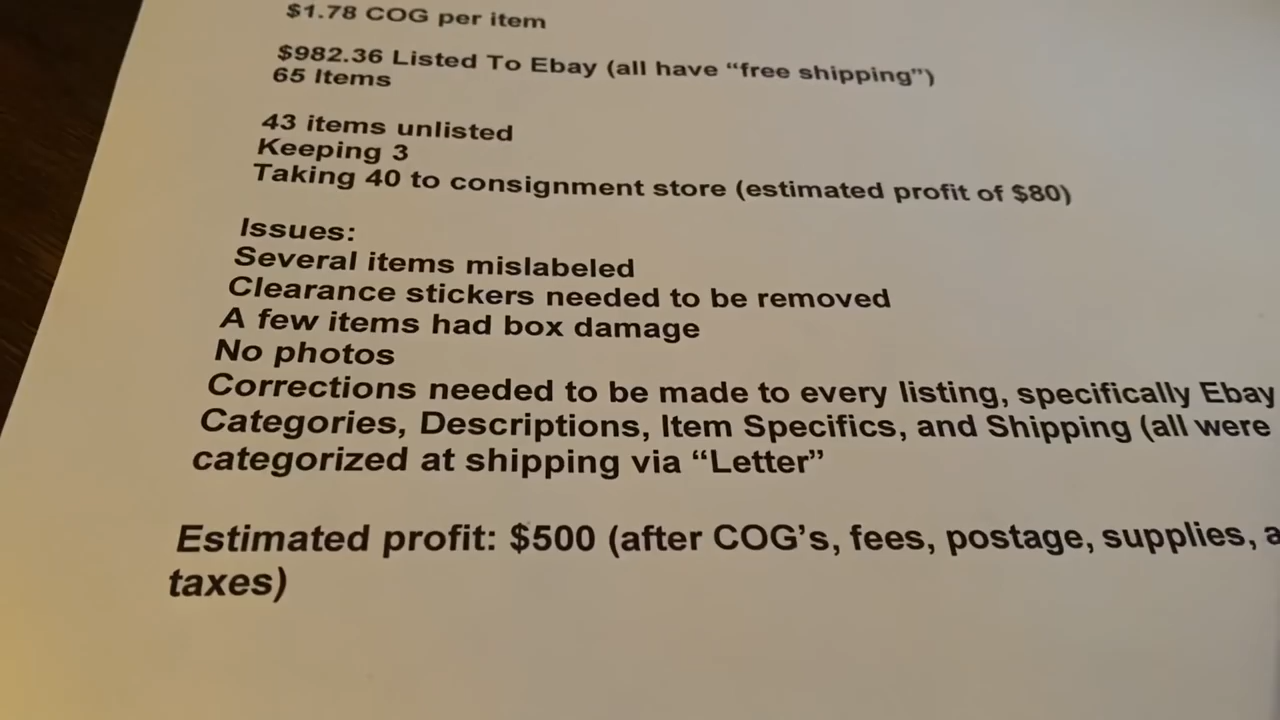 $1.78 COG per item
$982.36 Listed To Ebay (all have “free shipping”)
65 Items
43 items unlisted
Keeping 3
Taking 40 to consignment store (estimated profit of $80)
Issues:
Several items mislabeled
Clearance stickers needed to be removed
A few items had box damage
No photos
Corrections needed to be made to every listing, specifically Ebay
Categories, Descriptions, Item Specifics, and Shipping (all were
categorized at shipping via “Letter”
Estimated profit: $500 (after COG’s, fees, postage, supplies,
taxes)